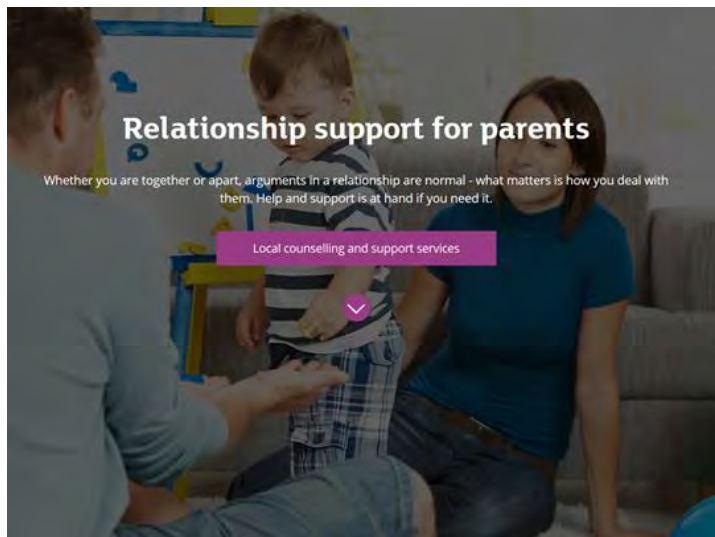 Relationship support for parents
Whether you are together or apart, arguments in a relationship are normal - what matters is how you deal with
them. Help and support is at hand if you need it.
Local counselling and support services